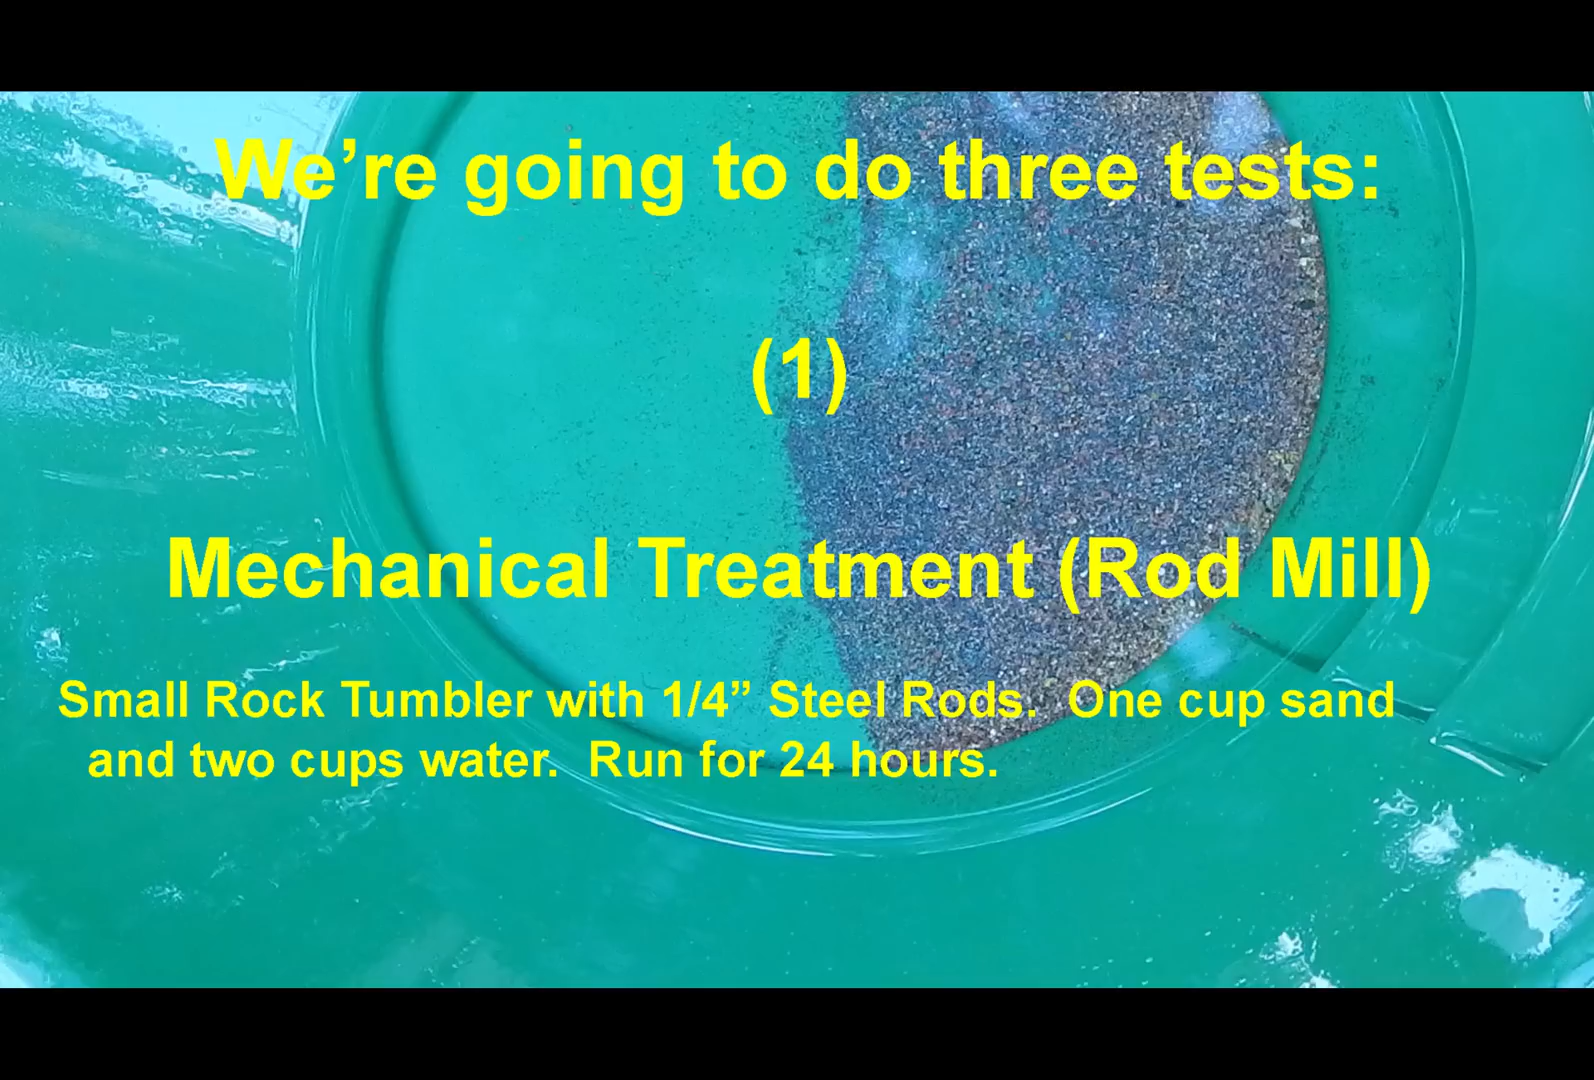 We’re going to do three tests:
(1)
Mechanical Treatment (Rod Mill)
Small Rock Tumbler with 1/4” Steel Rods.  One cup sand
and two cups water.  Run for 24 hours.